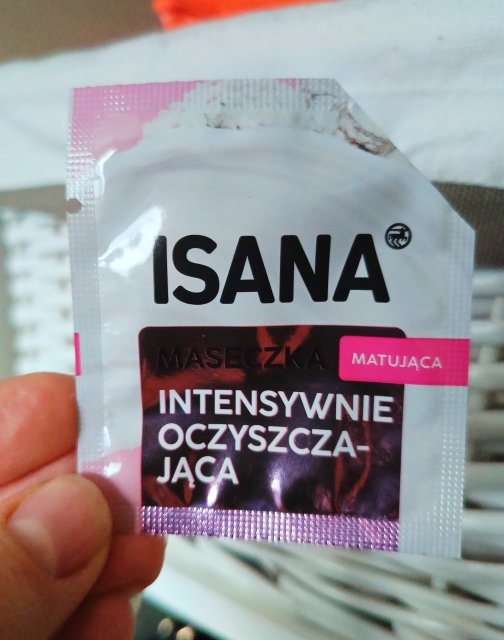 ISANA
MASECZKA
MATUJĄCA
INTENSYWNIE
OCZYSZCZA-
JĄCA